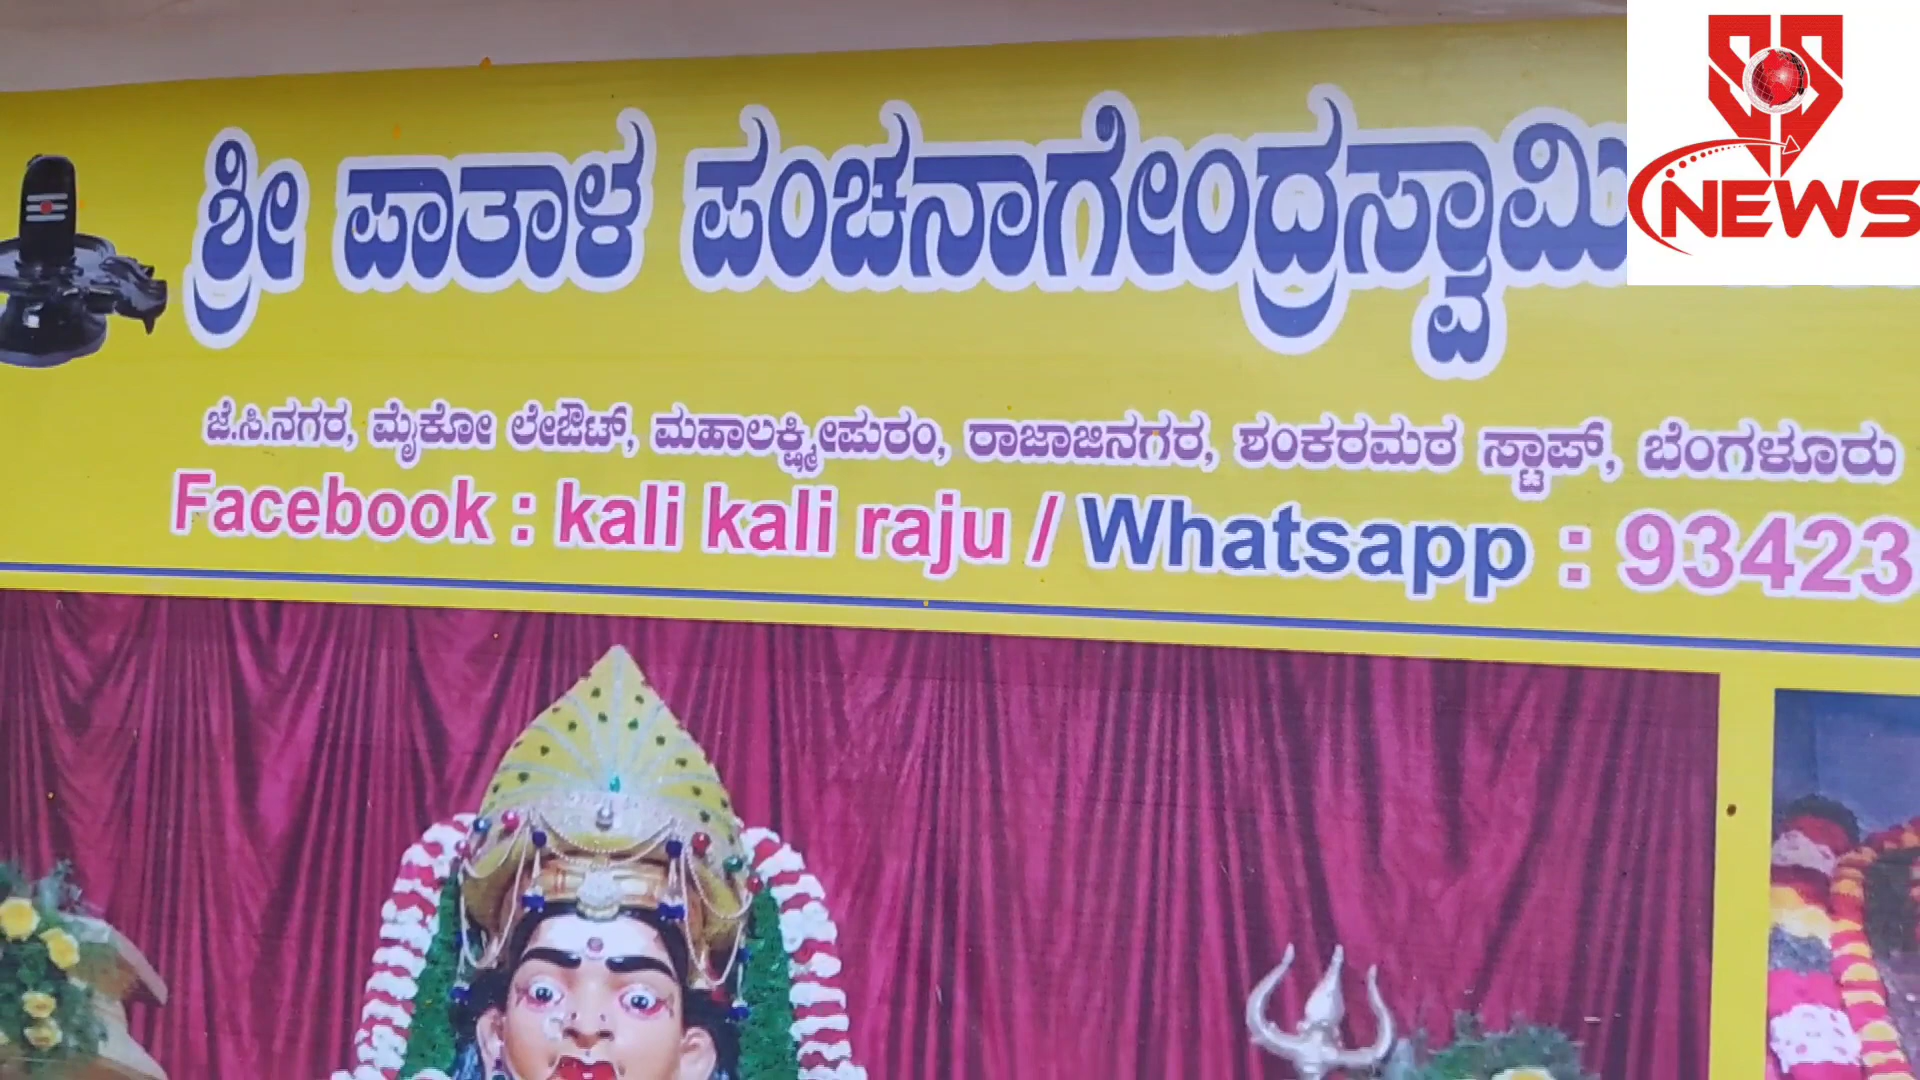 ಶ್ರೀ ಪಾತಾಳ ಪಂಚನಾಗೇಂದ್ರಸ್ವಾಮಿ
ಜೆ.ಸಿ.ನಗರ, ಮೈಕೋ ಲೇಔಟ್, ಮಹಾಲಕ್ಷ್ಮೀಪುರಂ, ರಾಜಾಜಿನಗರ, ಶಂಕರಮಠ ಸ್ಟಾಪ್, ಬೆಂಗಳೂರು
Facebook : kali kali raju / Whatsapp : 93423
NEWS